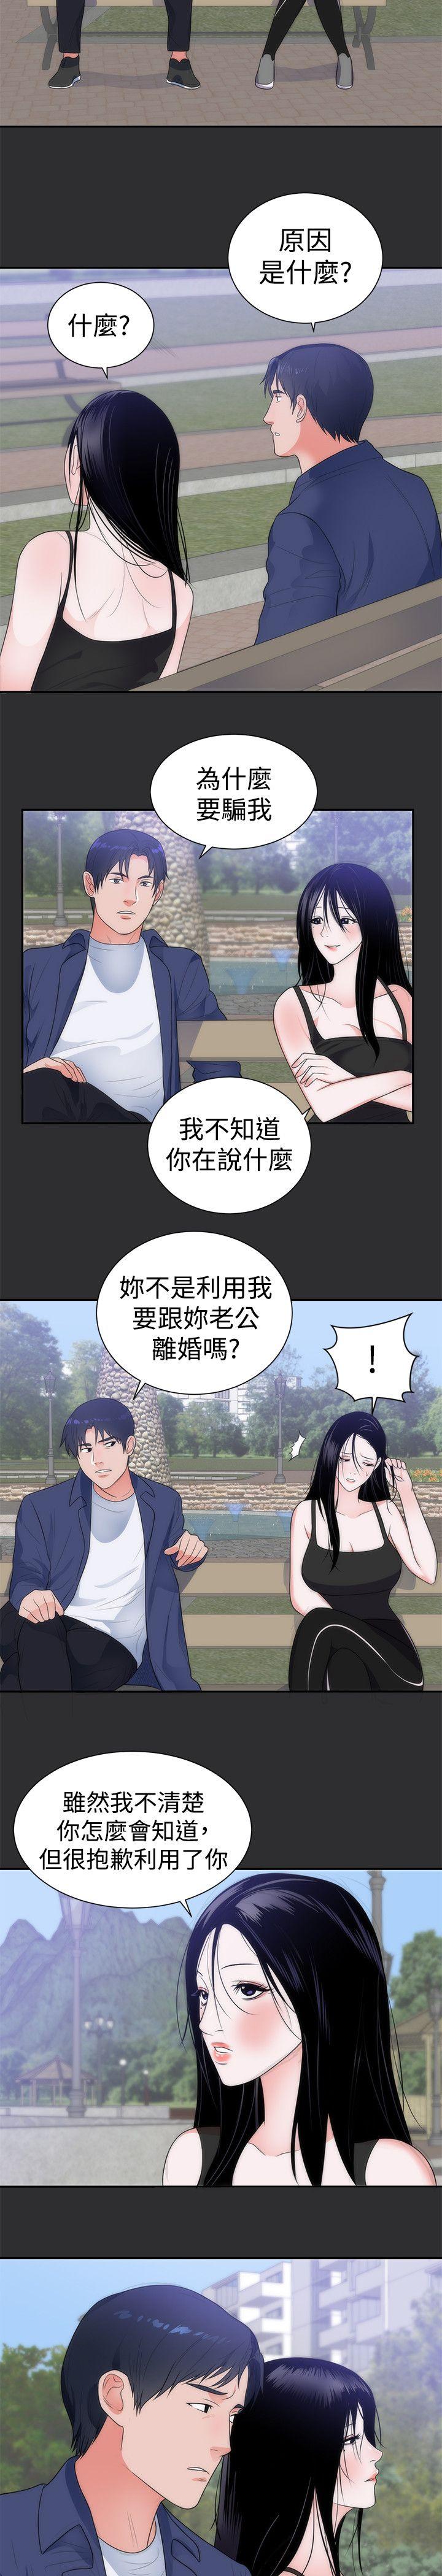 原因
是什麼?
什麼?
為什麼
要騙我
我不知道
你在說什麼
妳不是利用我
要跟妳老公
離婚嗎?
!
雖然我不清楚
你怎麼會知道,
但很抱歉利用了你